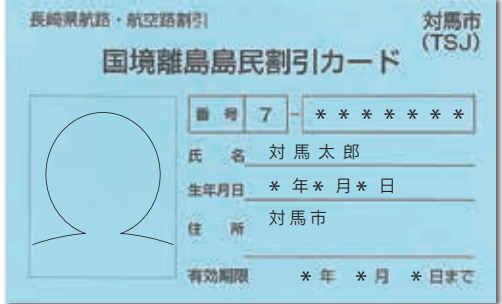 長崎県航路・航空路割引
対馬市
(TSJ)
国境離島島民割引カード
番号 7 - * * * * * * *
氏名 対馬太郎
生年月日 * 年 * 月 * 日
住所 対馬市
有効期限 * 年 * 月 * 日まで